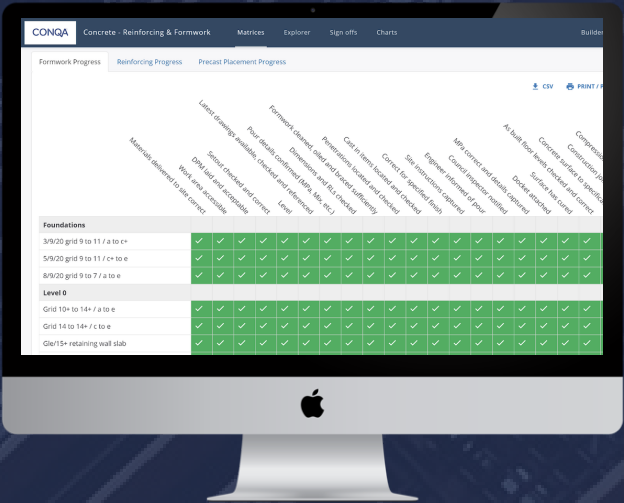 CONQA Concrete - Reinforcing & Formwork Matrices Explorer Sign offs Charts Builder
Formwork Progress Reinforcing Progress Precast Placement Progress
CSV PRINT / P
Materials delivered to site correct
Work area accessible
DPM laid and acceptable
Setout checked and correct
Latest drawings available, checked and referenced
Level
Pour details confirmed (MPA, Mix, etc.)
Dimensions and RLs checked
Formwork cleaned, oiled and braced sufficiently
Penetrations located and checked
Cast in items located and checked
Correct for specified finish
Site instructions captured
Engineer informed of pour
Council inspector notified
MPa correct and details captured
Docket attached
Surface has cured
As built floor levels checked and correct
Concrete surface to specifica
Construction joi
Compressio
Foundations
3/9/20 grid 9 to 11 / a to c+
5/9/20 grid 9 to 11 / c+ to e
8/9/20 grid 9 to 7 / a to e
Level 0
Grid 10+ to 14+ / a to e
Grid 14 to 14+ / c to e
Gle/15+ retaining wall slab